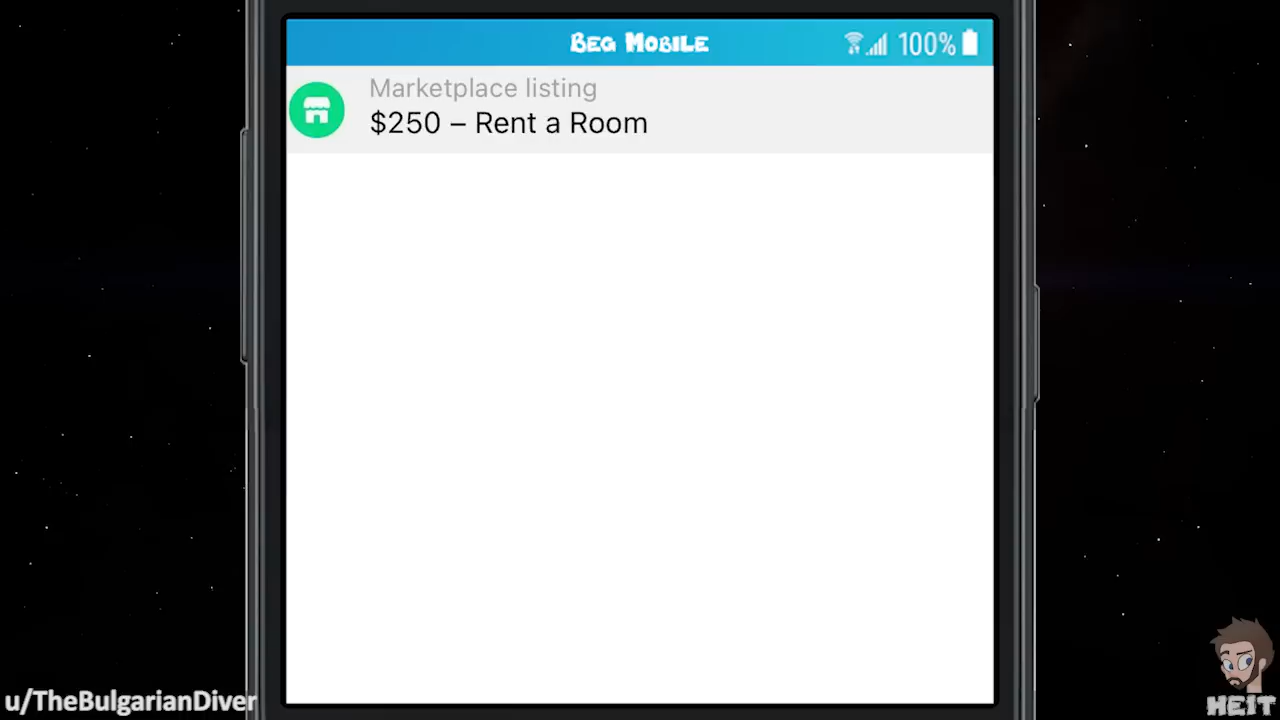 Beg Mobile
100%
Marketplace listing
$250 – Rent a Room
u/TheBulgarianDiver
HEIT